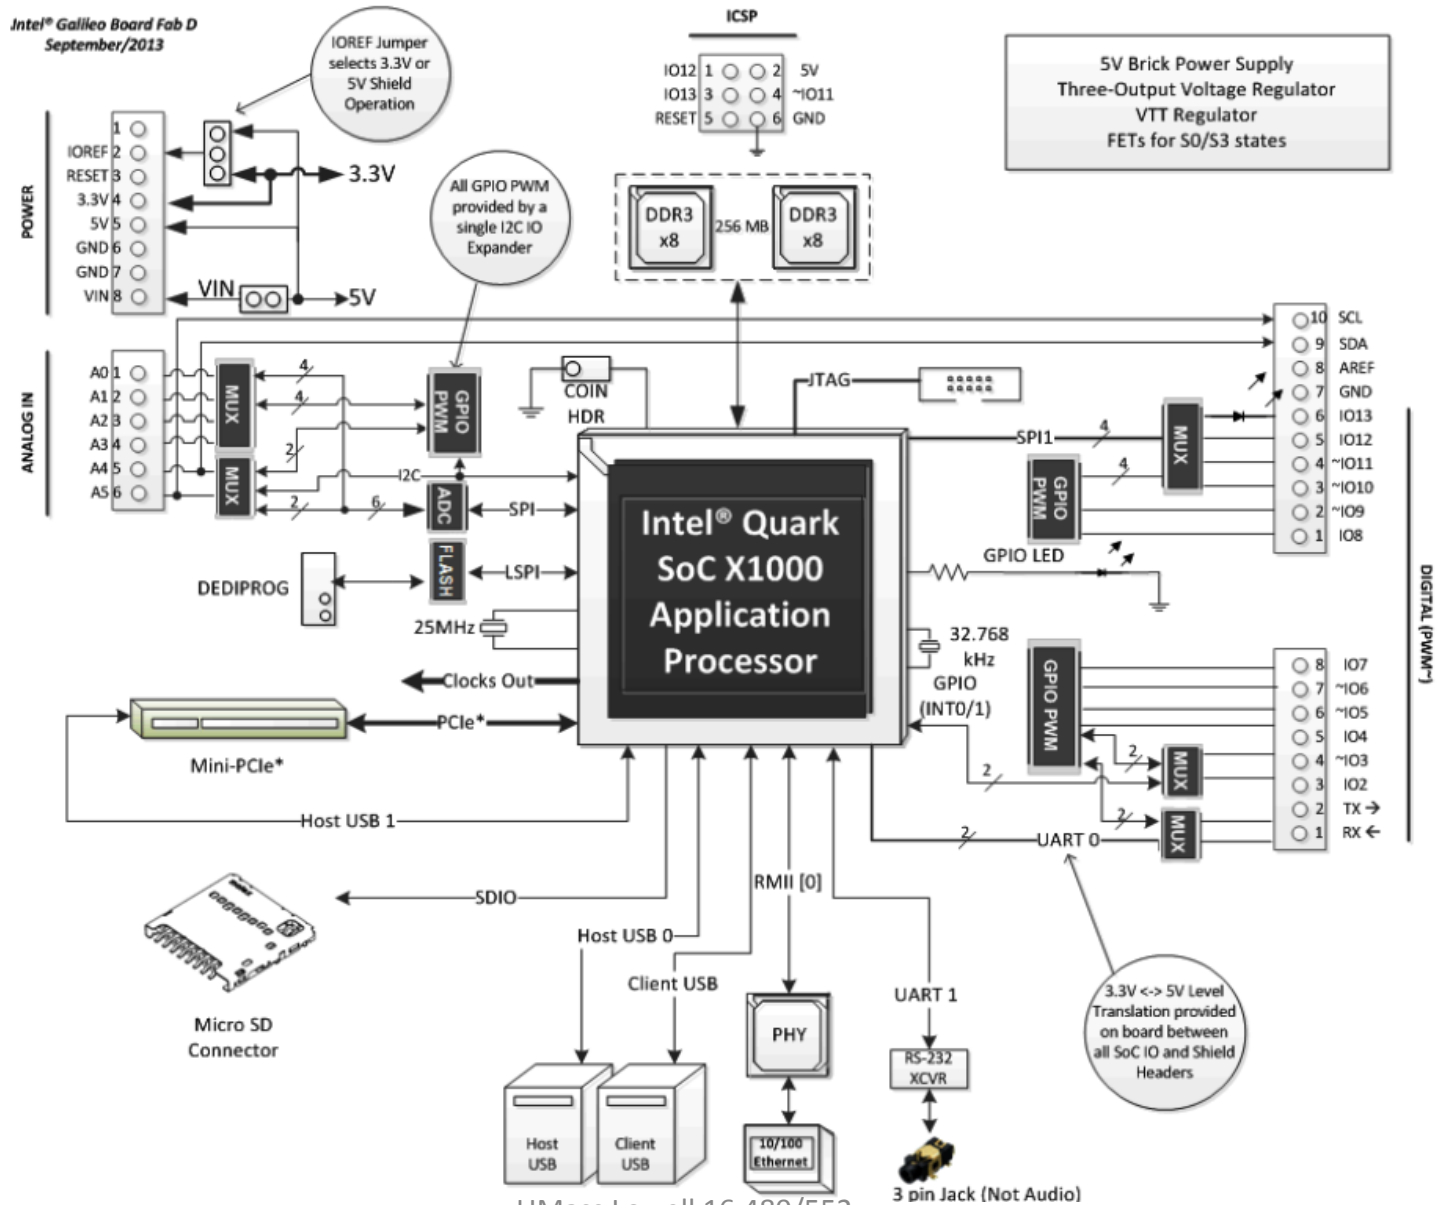 Intel® Galileo Board Fab D
September/2013
IOREF Jumper
selects 3.3V or
5V Shield
Operation
ICSP
IO12 1 2 5V
IO13 3 4 ~IO11
RESET 5 6 GND
5V Brick Power Supply
Three-Output Voltage Regulator
VTT Regulator
FETs for S0/S3 states
POWER
1
IOREF 2
RESET 3
3.3V 4
5V 5
GND 6
GND 7
VIN 8
3.3V
VIN
5V
All GPIO PWM
provided by a
single I2C IO
Expander
DDR3
x8
256 MB
DDR3
x8
ANALOG IN
A0 1
A1 2
A2 3
A3 4
A4 5
A5 6
MUX
MUX
4
4
2
2
6
I2C
GPIO
PWM
ADC
SPI
FLASH
LSPI
DEDIPROG
25MHz
COIN
HDR
JTAG
Intel® Quark
SoC X1000
Application
Processor
SPI1
4
MUX
GPIO
PWM
4
10 SCL
9 SDA
8 AREF
7 GND
6 IO13
5 IO12
4 ~IO11
3 ~IO10
2 ~IO9
1 IO8
GPIO LED
DIGITAL (PWM~)
32.768
kHz
GPIO
(INT0/1)
GPIO PWM
8 IO7
7 ~IO6
6 ~IO5
5 IO4
4 ~IO3
3 IO2
2 TX →
1 RX ←
2
2
MUX
2
MUX
2
UART 0
Clocks Out
PCIe*
Mini-PCIe*
Host USB 1
SDIO
Micro SD
Connector
Host USB 0
Client USB
RMII [0]
UART 1
3.3V <-> 5V Level
Translation provided
on board between
all SoC IO and Shield
Headers
PHY
RS-232
XCVR
Host
USB
Client
USB
10/100
Ethernet
3 pin Jack (Not Audio)